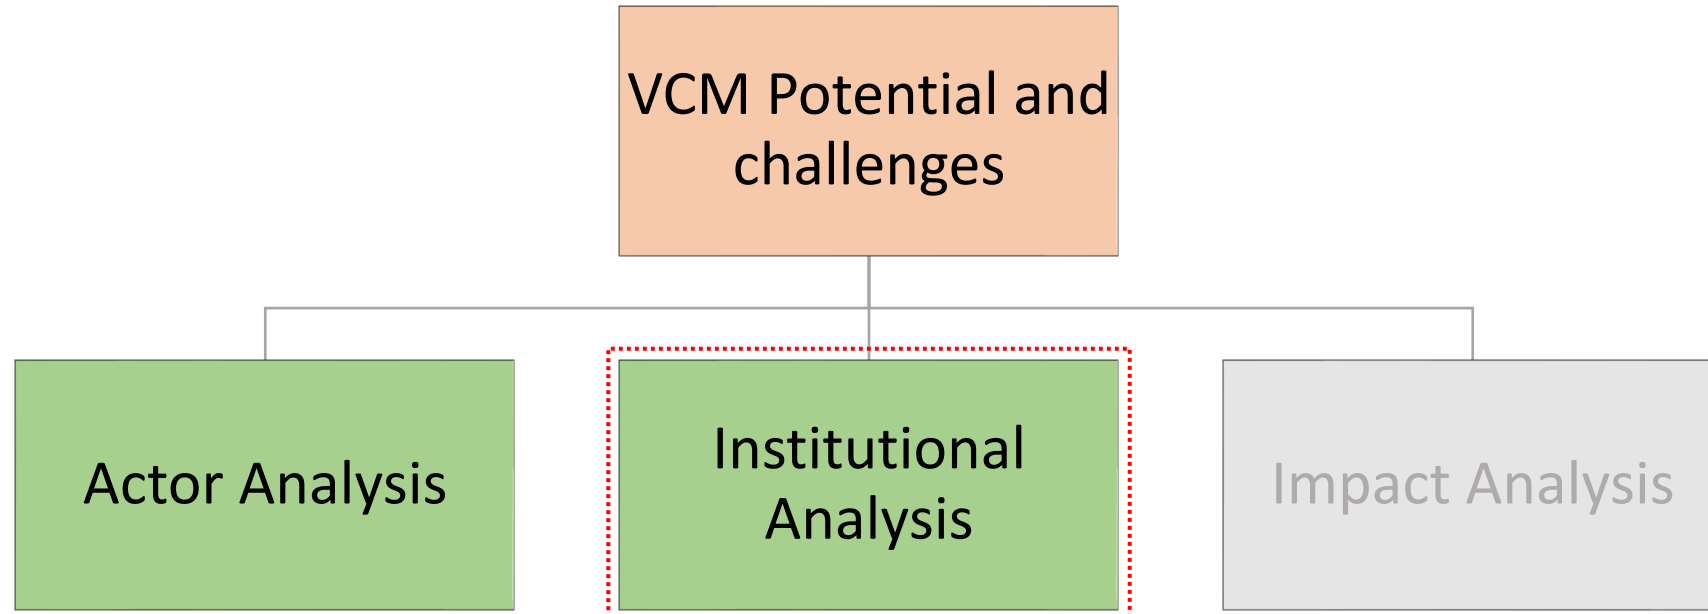 VCM Potential and
challenges
Actor Analysis
Institutional
Analysis
Impact Analysis